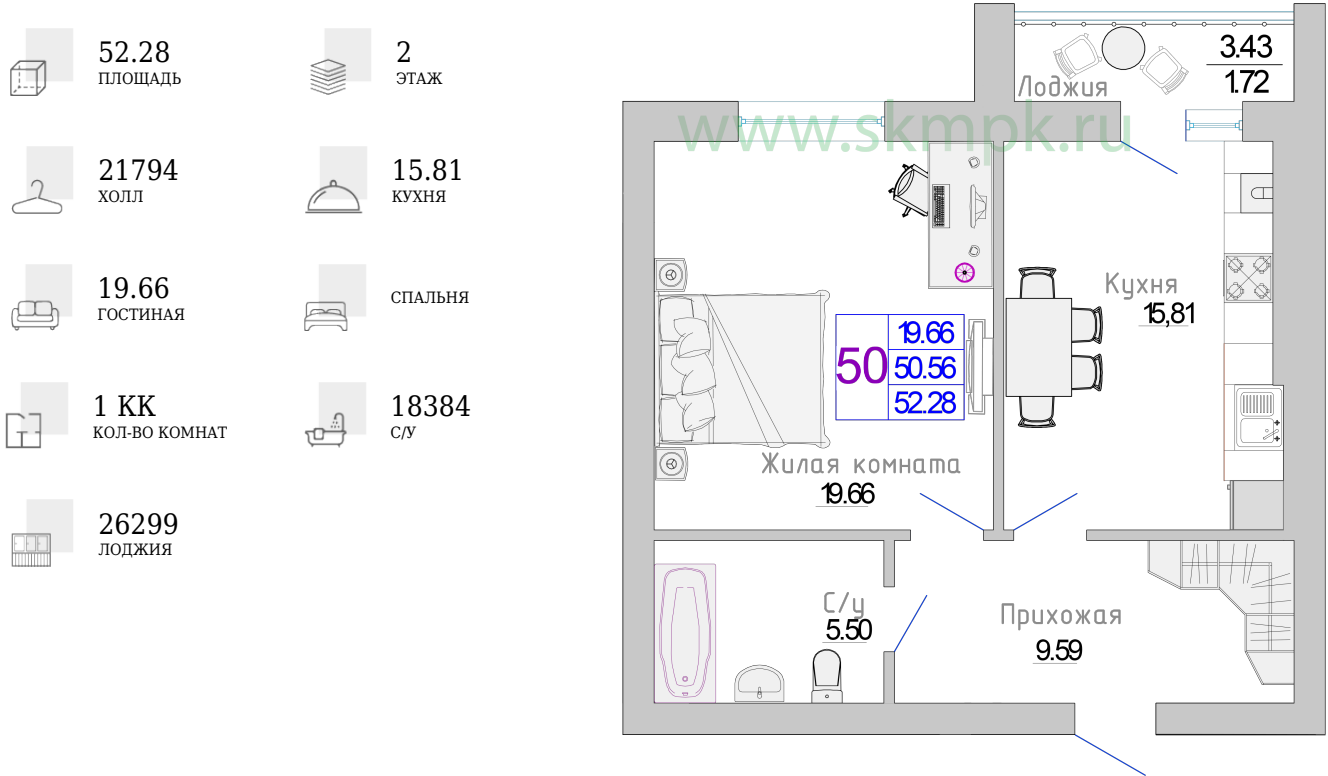 52.28
ПЛОЩАДЬ
2
ЭТАЖ
21794
ХОЛЛ
15.81
КУХНЯ
19.66
ГОСТИНАЯ
СПАЛЬНЯ
1 КК
КОЛ-ВО КОМНАТ
18384
С/У
26299
ЛОДЖИЯ
3.43
1.72
Лоджия
www.skmpk.ru
Кухня
15,81
50
19.66
50.56
52.28
Жилая комната
19.66
С/у
5.50
Прихожая
9.59